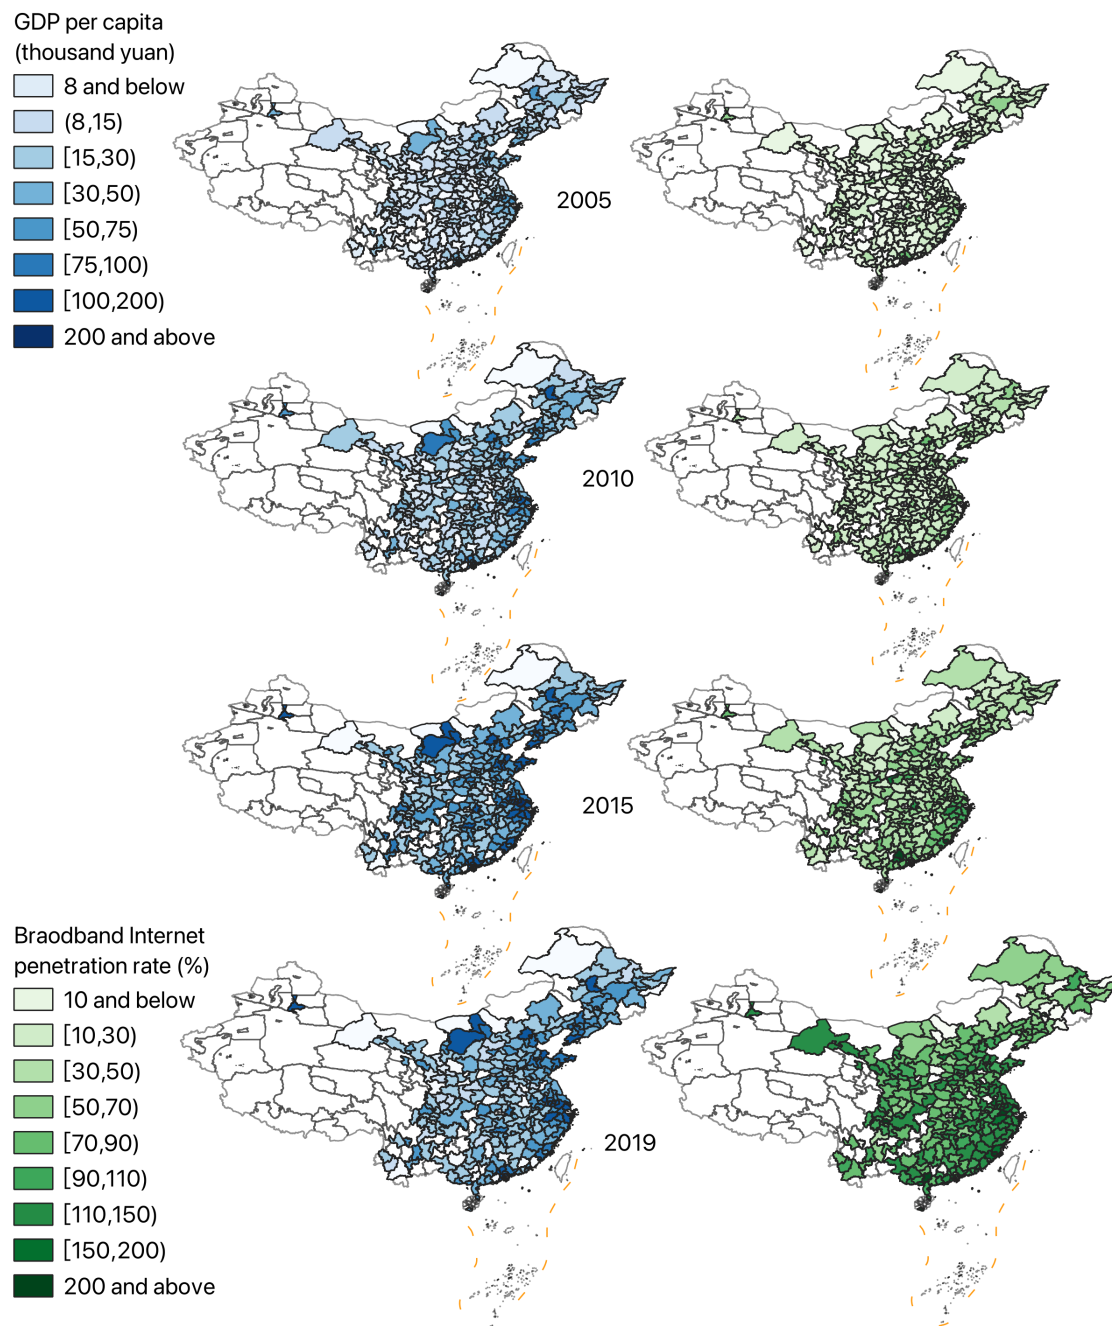 GDP per capita
(thousand yuan)
8 and below
(8,15)
[15,30)
[30,50)
[50,75)
[75,100)
[100,200)
200 and above
2005
2010
2015
Braodband Internet
penetration rate (%)
10 and below
[10,30)
[30,50)
[50,70)
[70,90)
[90,110)
[110,150)
[150,200)
200 and above
2019